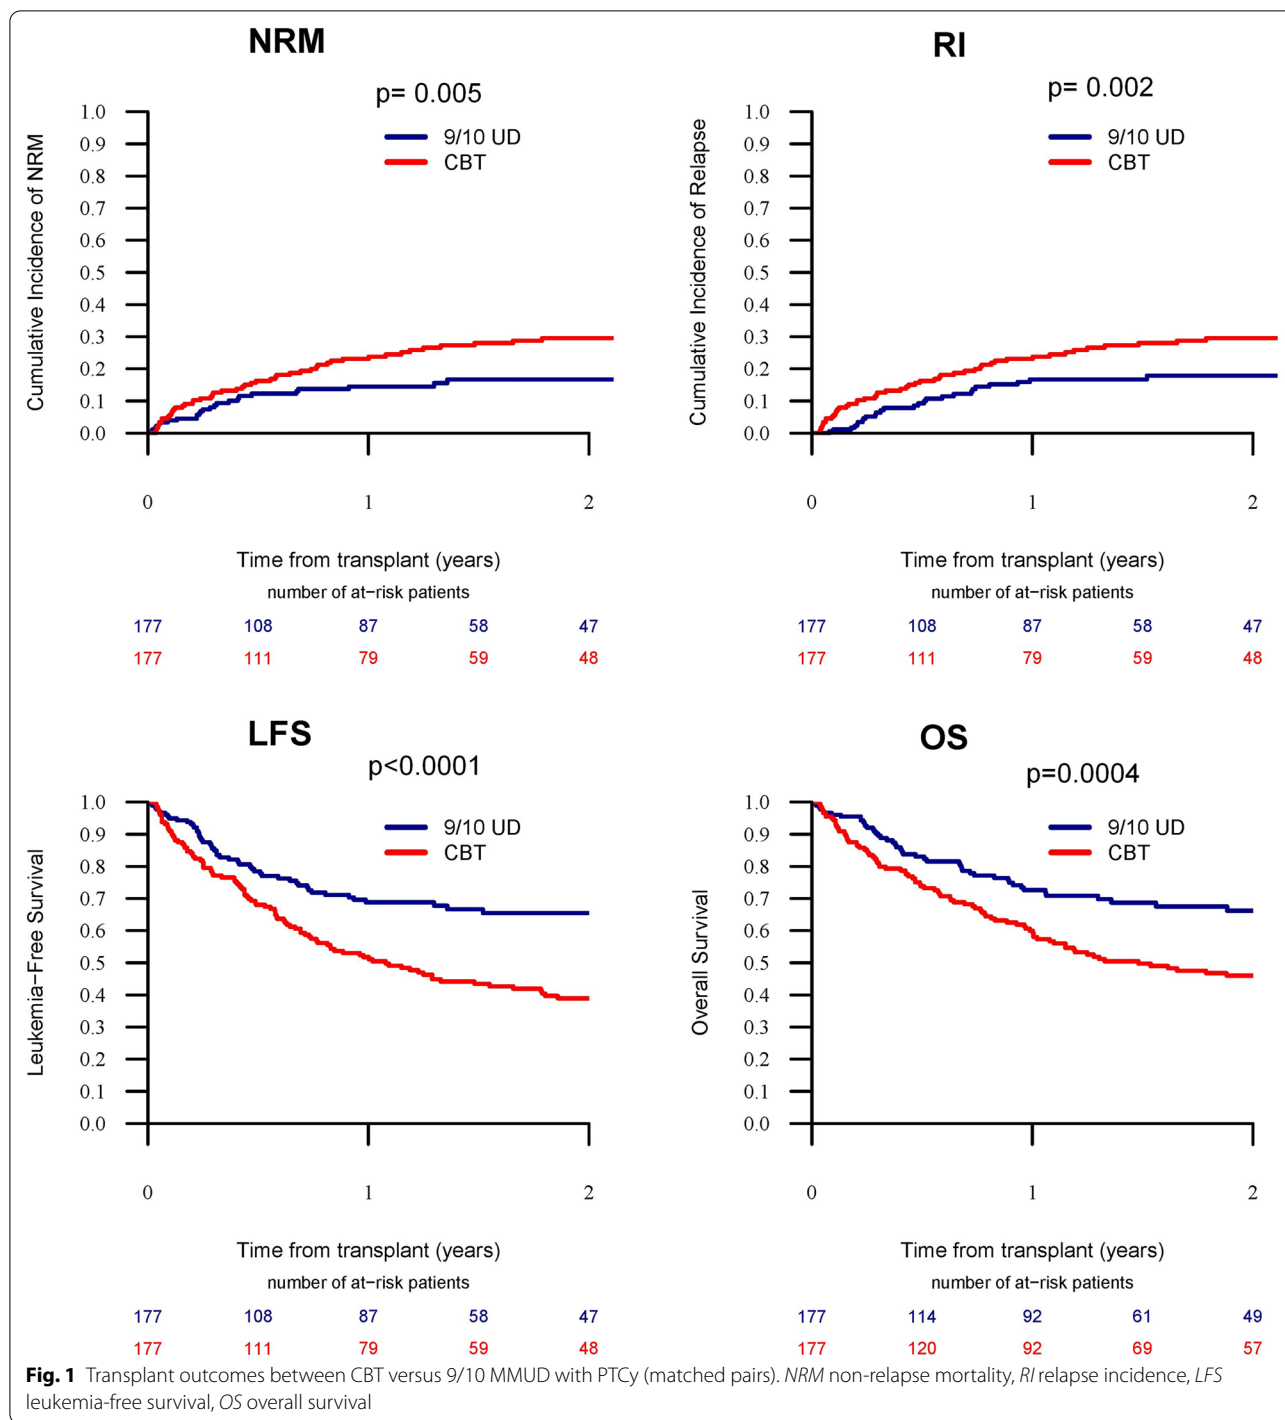 NRM
p= 0.005
9/10 UD
CBT
Cumulative Incidence of NRM
1.0
0.9
0.8
0.7
0.6
0.5
0.4
0.3
0.2
0.1
0.0
0 1 2
Time from transplant (years)
number of at−risk patients
177 108 87 58 47
177 111 79 59 48
RI
p= 0.002
9/10 UD
CBT
Cumulative Incidence of Relapse
1.0
0.9
0.8
0.7
0.6
0.5
0.4
0.3
0.2
0.1
0.0
0 1 2
Time from transplant (years)
number of at−risk patients
177 108 87 58 47
177 111 79 59 48
LFS
p<0.0001
9/10 UD
CBT
Leukemia−Free Survival
1.0
0.9
0.8
0.7
0.6
0.5
0.4
0.3
0.2
0.1
0.0
0 1 2
Time from transplant (years)
number of at−risk patients
177 108 87 58 47
177 111 79 59 48
OS
p=0.0004
9/10 UD
CBT
Overall Survival
1.0
0.9
0.8
0.7
0.6
0.5
0.4
0.3
0.2
0.1
0.0
0 1 2
Time from transplant (years)
number of at−risk patients
177 114 92 61 49
177 120 92 69 57
Fig. 1 Transplant outcomes between CBT versus 9/10 MMUD with PTCy (matched pairs). NRM non-relapse mortality, RI relapse incidence, LFS
leukemia-free survival, OS overall survival